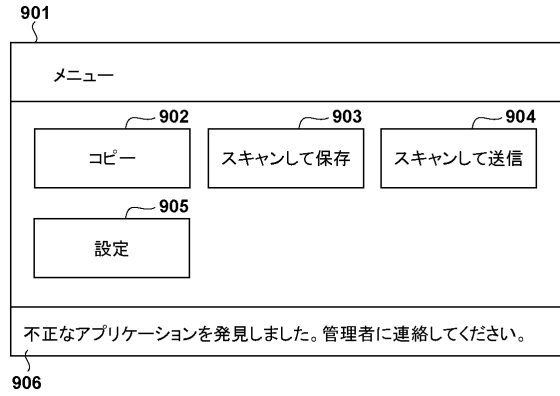 901
メニュー
902
903
904
コピー
スキャンして保存
スキャンして送信
905
設定
不正なアプリケーションを発見しました。管理者に連絡してください。
906